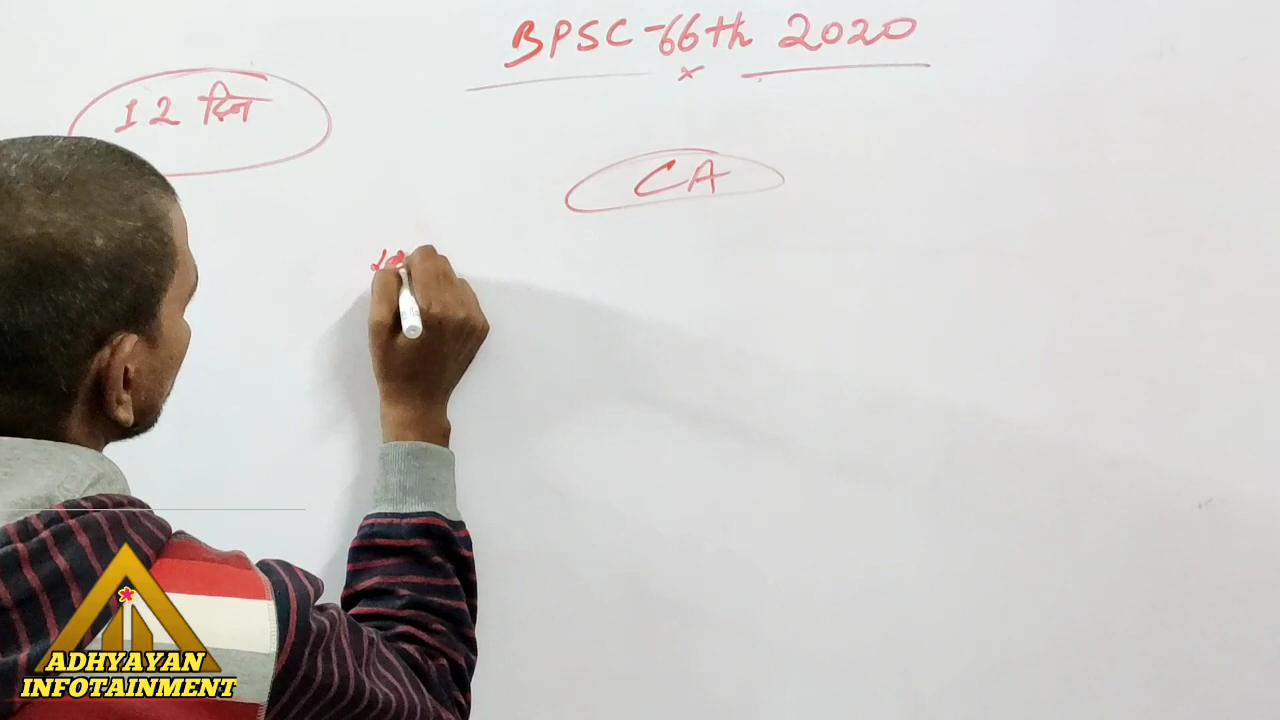 BPSC-66th 2020
x
12 दिन
CA
ADHYAYAN
INFOTAINMENT